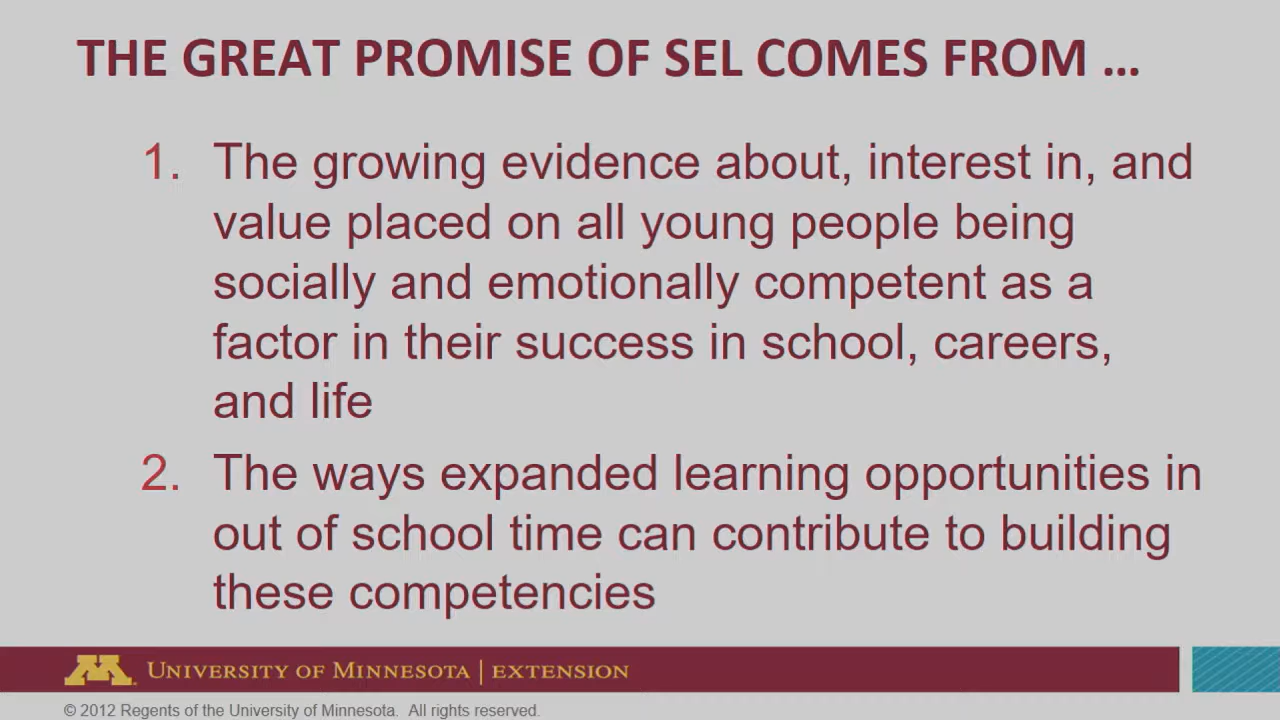 THE GREAT PROMISE OF SEL COMES FROM …
1. The growing evidence about, interest in, and
value placed on all young people being
socially and emotionally competent as a
factor in their success in school, careers,
and life
2. The ways expanded learning opportunities in
out of school time can contribute to building
these competencies
M UNIVERSITY OF MINNESOTA | EXTENSION
© 2012 Regents of the University of Minnesota. All rights reserved.